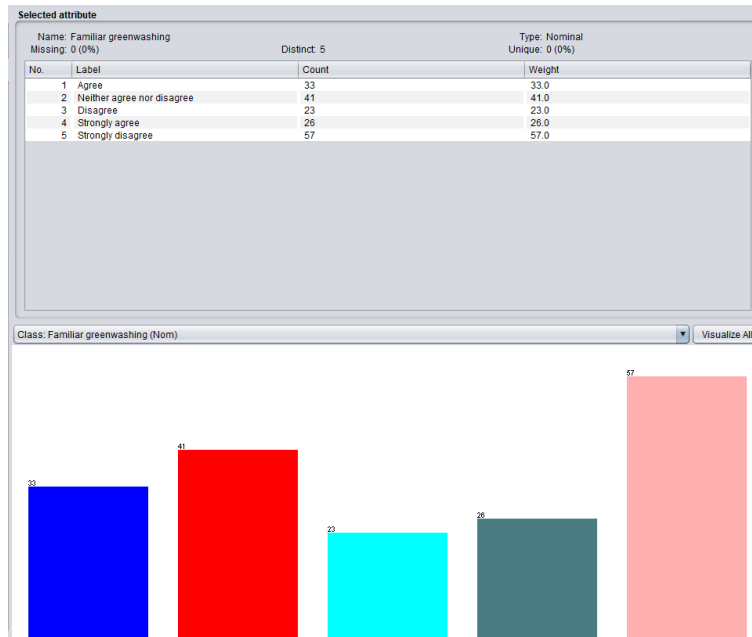 Selected attribute
Name: Familiar greenwashing Type: Nominal
Missing: 0 (0%) Distinct: 5 Unique: 0 (0%)
No. Label Count Weight
1 Agree 33 33.0
2 Neither agree nor disagree 41 41.0
3 Disagree 23 23.0
4 Strongly agree 26 26.0
5 Strongly disagree 57 57.0
Class: Familiar greenwashing (Nom) Visualize All
57
41
33
26
23